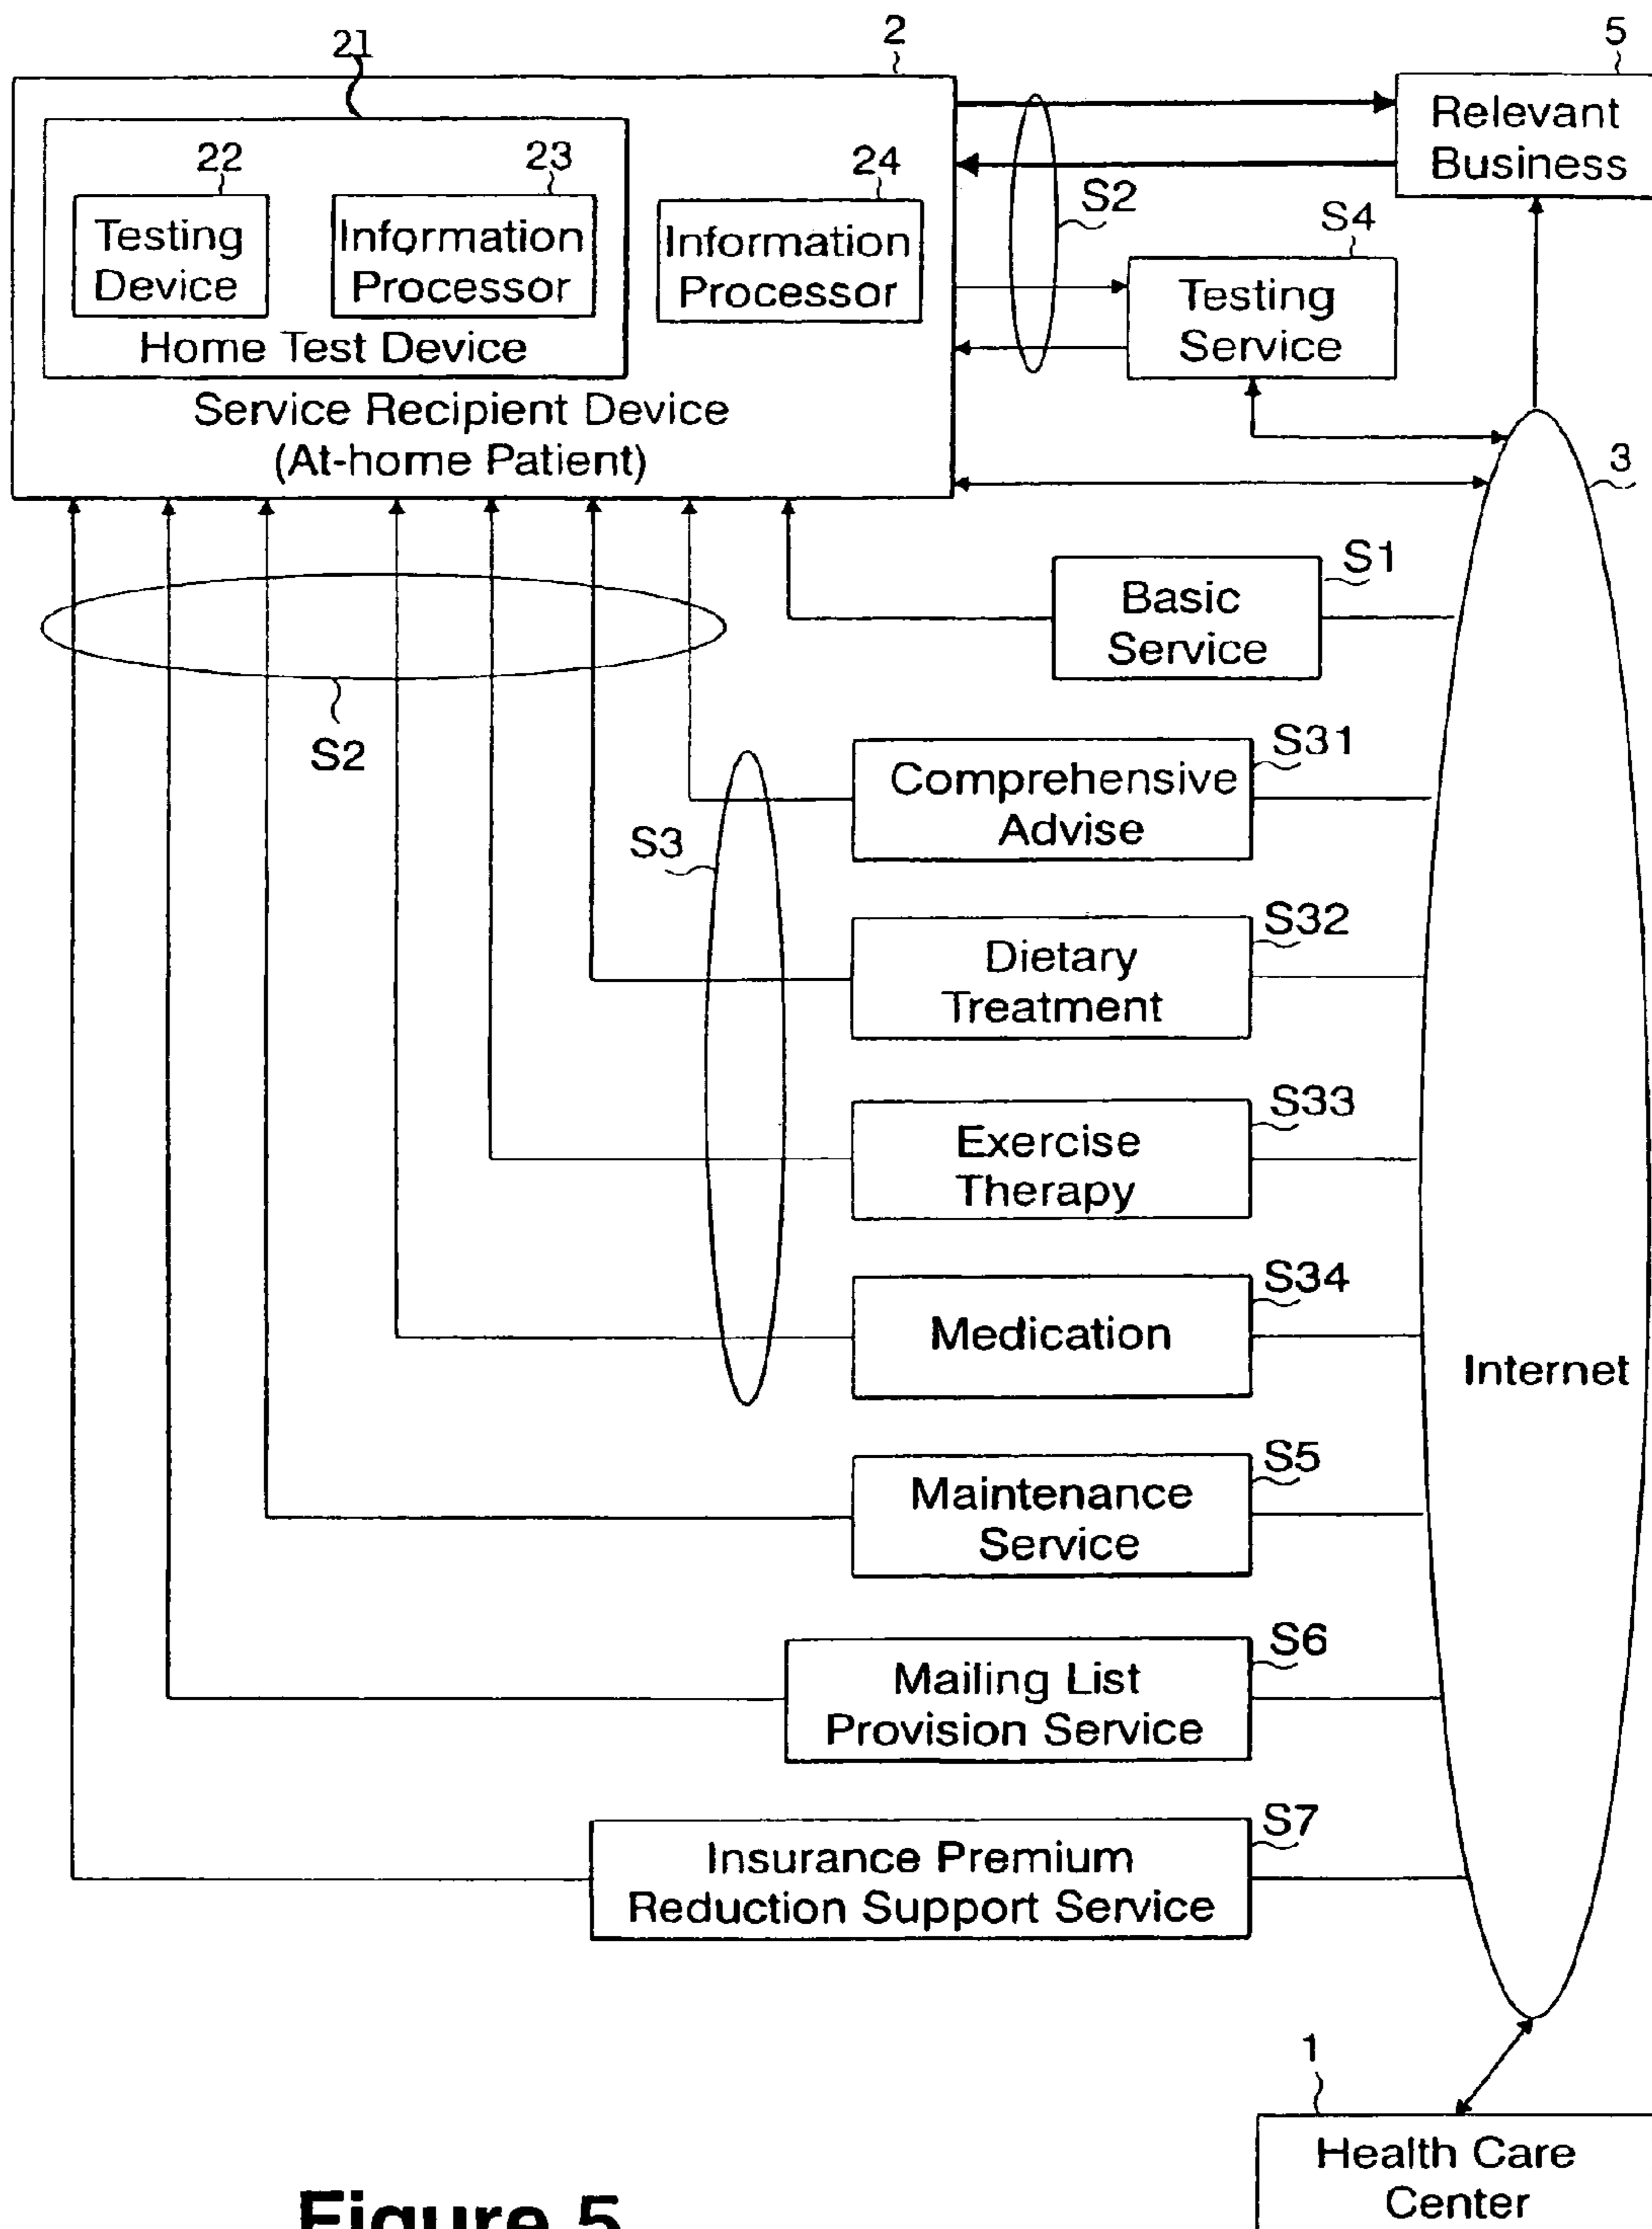 21
2
5
Relevant
Business
22
23
24
Testing
Device
Information
Processor
Information
Processor
Home Test Device
Service Recipient Device
(At-home Patient)
S2
S4
Testing
Service
3
S1
Basic
Service
S2
S31
Comprehensive
Advise
S3
S32
Dietary
Treatment
S33
Exercise
Therapy
S34
Medication
Internet
S5
Maintenance
Service
S6
Mailing List
Provision Service
S7
Insurance Premium
Reduction Support Service
1
Health Care
Center
Figure 5